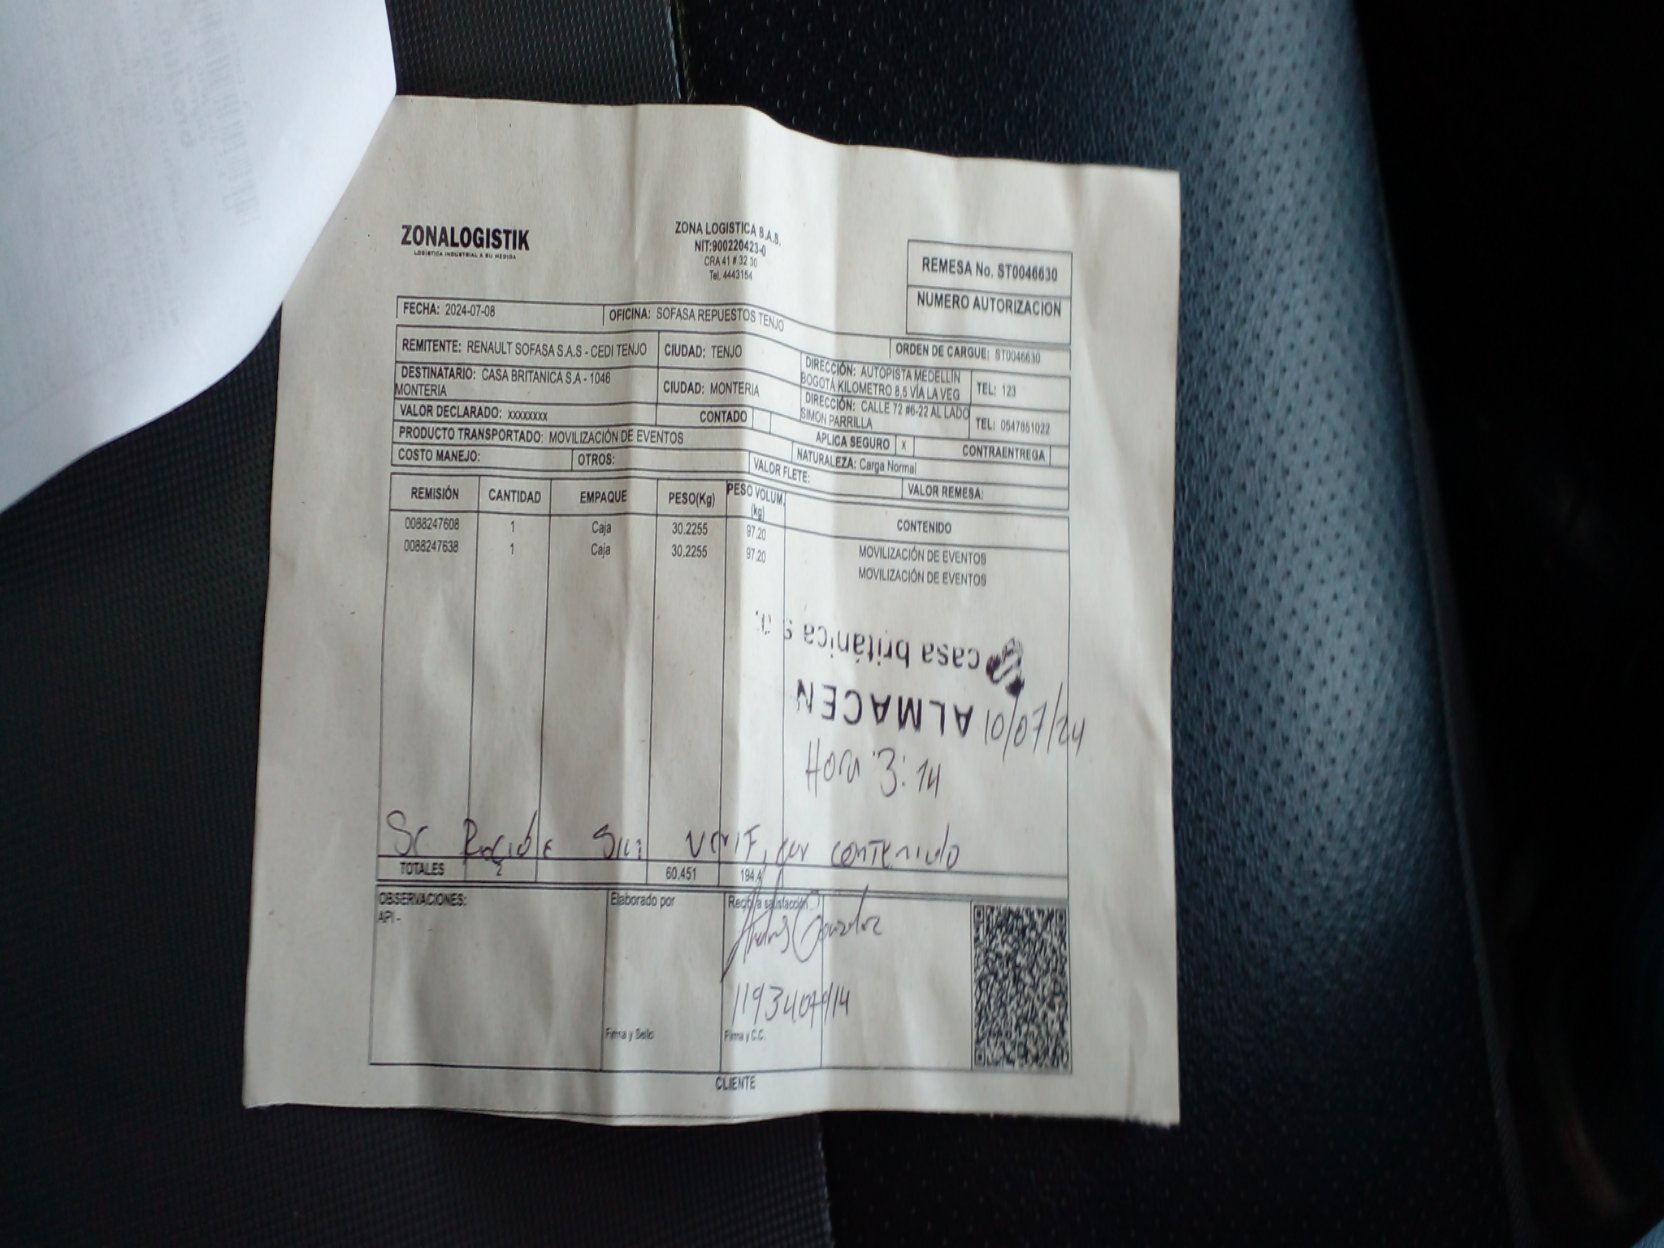 ZONALOGISTIK
LOGÍSTICA INDUSTRIAL A SU MEDIDA
ZONA LOGISTICA S.A.S.
NIT:900220423-0
CRA 41 # 32 30
Tel. 4443154
REMESA No. ST0046630
NUMERO AUTORIZACION
FECHA: 2024-07-08 OFICINA: SOFASA REPUESTOS TENJO
ORDEN DE CARGUE: ST0046630
REMITENTE: RENAULT SOFASA S.A.S - CEDI TENJO CIUDAD: TENJO
DIRECCIÓN: AUTOPISTA MEDELLÍN
BOGOTÁ KILOMETRO 8,5 VÍA LA VEG TEL: 123
DESTINATARIO: CASA BRITANICA S.A - 1046
MONTERIA CIUDAD: MONTERIA
DIRECCIÓN: CALLE 72 #6-22 AL LADO
SIMON PARRILLA TEL: 0547851022
VALOR DECLARADO: xxxxxxxx CONTADO APLICA SEGURO x CONTRAENTREGA
PRODUCTO TRANSPORTADO: MOVILIZACIÓN DE EVENTOS NATURALEZA: Carga Normal
COSTO MANEJO: OTROS: VALOR FLETE: VALOR REMESA:
REMISIÓN CANTIDAD EMPAQUE PESO(Kg) PESO VOLUM. (kg) CONTENIDO
0088247608 1 Caja 30.2255 97.20 MOVILIZACIÓN DE EVENTOS
0088247638 1 Caja 30.2255 97.20 MOVILIZACIÓN DE EVENTOS
casa británica s.a.
ALMACEN
10/07/24
Hora 3:14
Se Recibe Sin verificar contenido
TOTALES 2 60.451 194.4
OBSERVACIONES:
API -
Elaborado por
Firma y Sello
Recibí a satisfacción
Firma y C.C.
CLIENTE